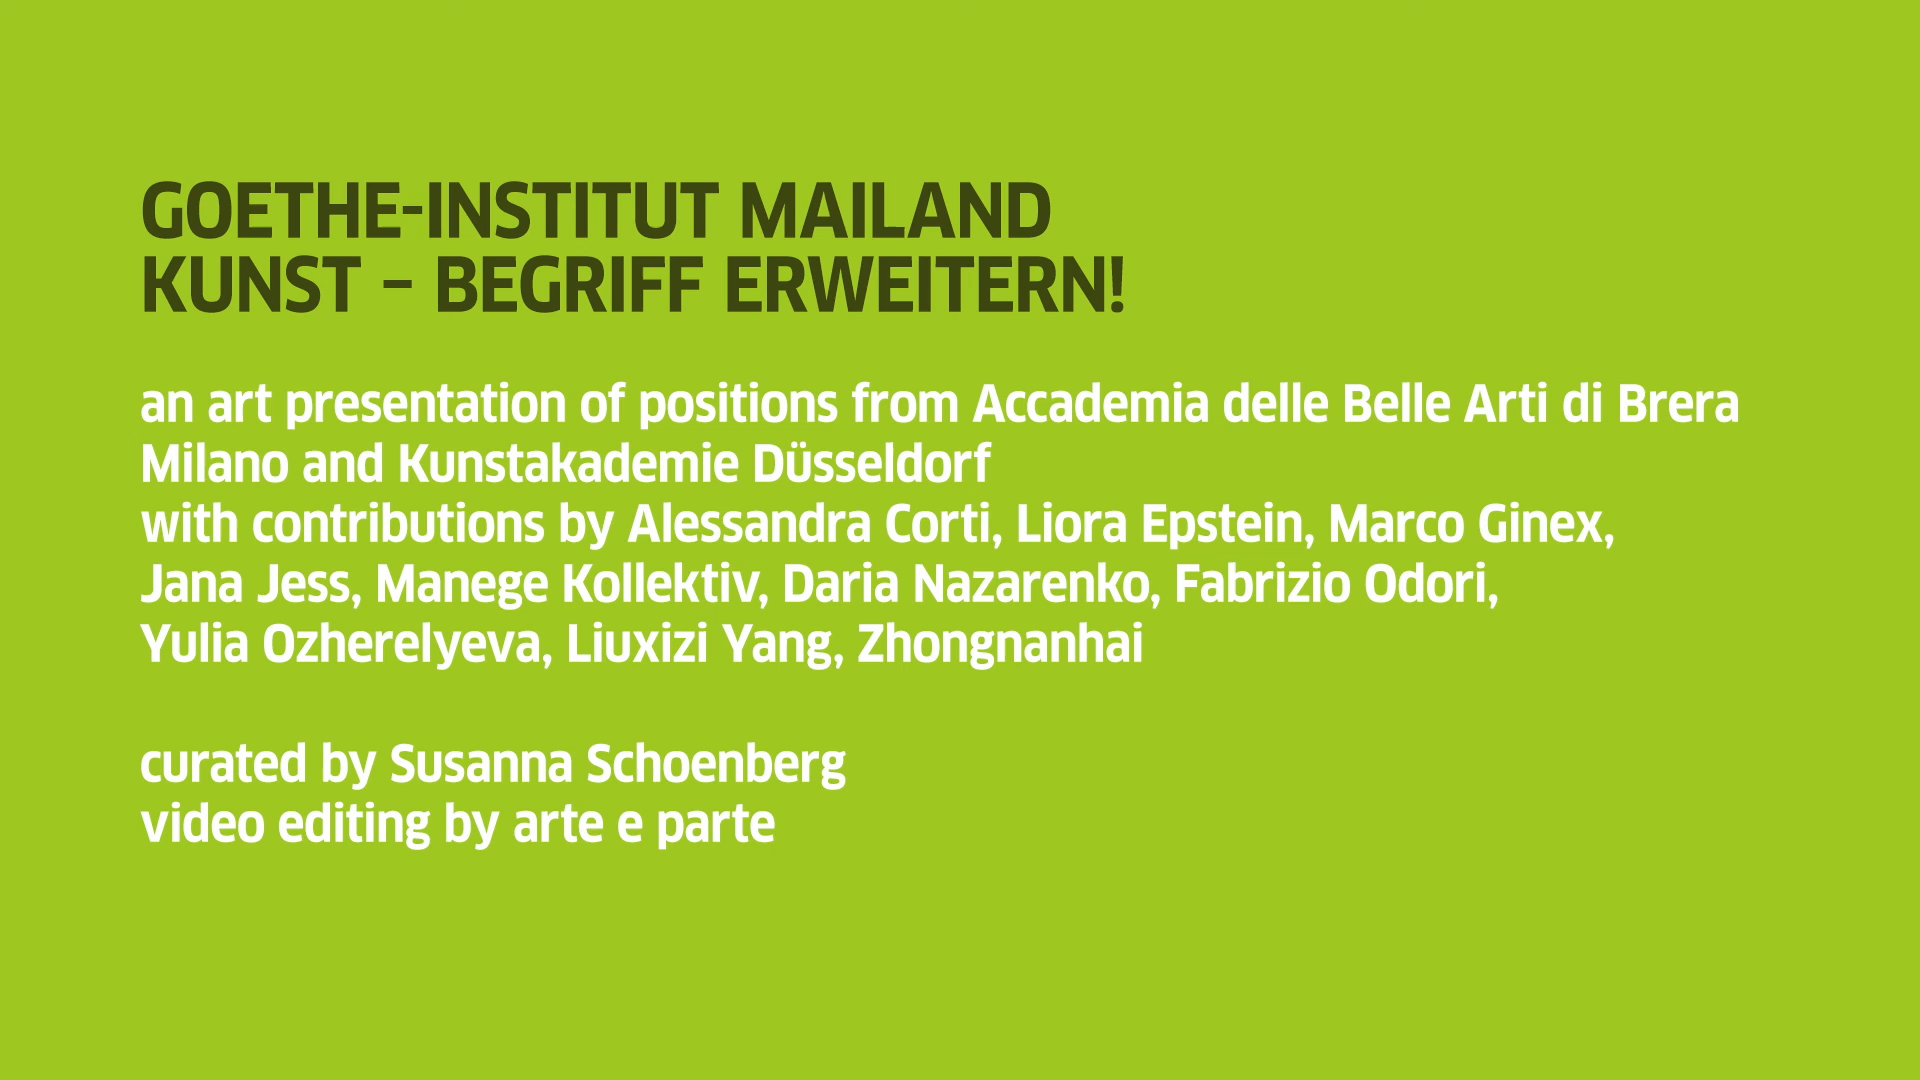 GOETHE-INSTITUT MAILAND
KUNST – BEGRIFF ERWEITERN!
an art presentation of positions from Accademia delle Belle Arti di Brera
Milano and Kunstakademie Düsseldorf
with contributions by Alessandra Corti, Liora Epstein, Marco Ginex,
Jana Jess, Manege Kollektiv, Daria Nazarenko, Fabrizio Odori,
Yulia Ozherelyeva, Liuxizi Yang, Zhongnanhai
curated by Susanna Schoenberg
video editing by arte e parte